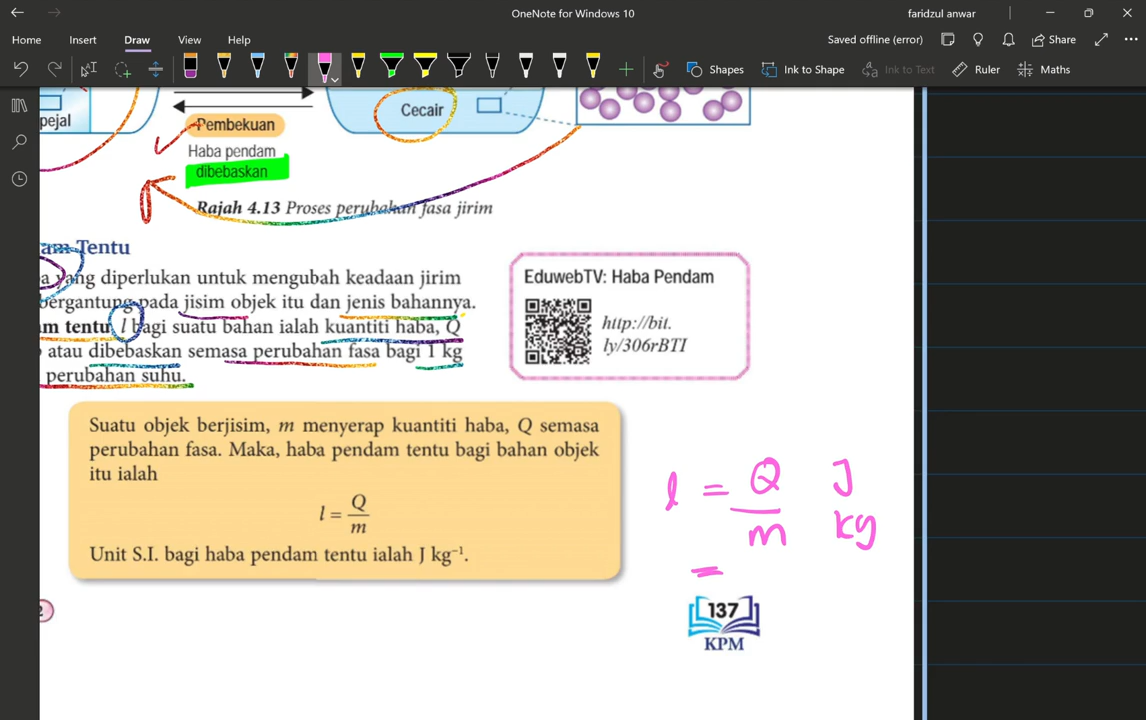 OneNote for Windows 10
faridzul anwar
Home Insert Draw View Help
Saved offline (error)
Share
Shapes
Ink to Shape
Ink to Text
Ruler
Maths
pejal
Cecair
Pembekuan
Haba pendam
dibebaskan
Rajah 4.13 Proses perubahan fasa jirim
am Tentu
a yang diperlukan untuk mengubah keadaan jirim
bergantung pada jisim objek itu dan jenis bahannya.
am tentu, l bagi suatu bahan ialah kuantiti haba, Q
atau dibebaskan semasa perubahan fasa bagi 1 kg
perubahan suhu.
EduwebTV: Haba Pendam
http://bit.
ly/306rBTI
Suatu objek berjisim, m menyerap kuantiti haba, Q semasa
perubahan fasa. Maka, haba pendam tentu bagi bahan objek
itu ialah
l = Q/m
Unit S.I. bagi haba pendam tentu ialah J kg⁻¹.
l = Q/m J/kg
=
137
KPM